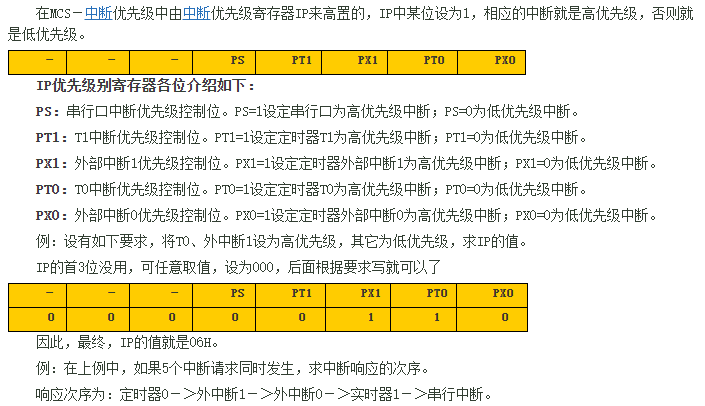 在MCS－中断优先级中由中断优先级寄存器IP来高置的，IP中某位设为1，相应的中断就是高优先级，否则就
是低优先级。
－ － － PS PT1 PX1 PT0 PX0
IP优先级别寄存器各位介绍如下：
PS：串行口中断优先级控制位。PS=1设定串行口为高优先级中断；PS=0为低优先级中断。
PT1：T1中断优先级控制位。PT1=1设定定时器T1为高优先级中断；PT1=0为低优先级中断。
PX1：外部中断1优先级控制位。PX1=1设定定时器外部中断1为高优先级中断；PX1=0为低优先级中断。
PT0：T0中断优先级控制位。PT0=1设定定时器T0为高优先级中断；PT0=0为低优先级中断。
PX0：外部中断0优先级控制位。PX0=1设定定时器外部中断0为高优先级中断；PX0=0为低优先级中断。
例：设有如下要求，将T0、外中断1设为高优先级，其它为低优先级，求IP的值。
IP的首3位没用，可任意取值，设为000，后面根据要求写就可以了
－ － － PS PT1 PX1 PT0 PX0
0 0 0 0 0 1 1 0
因此，最终，IP的值就是06H。
例：在上例中，如果5个中断请求同时发生，求中断响应的次序。
响应次序为：定时器0－＞外中断1－＞外中断0－＞实时器1－＞串行中断。